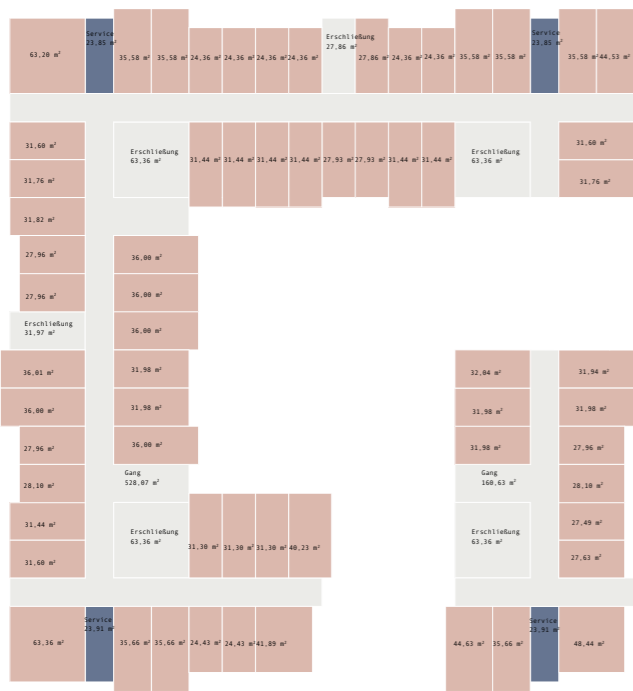 Service
23,85 m²
Erschließung
27,86 m²
Service
23,85 m²
63,20 m²
35,58 m²
35,58 m²
24,36 m²
24,36 m²
24,36 m²
24,36 m²
27,86 m²
24,36 m²
24,36 m²
35,58 m²
35,58 m²
35,58 m²
44,53 m²
31,60 m²
Erschließung
63,36 m²
31,44 m²
31,44 m²
31,44 m²
31,44 m²
27,93 m²
27,93 m²
31,44 m²
31,44 m²
Erschließung
63,36 m²
31,60 m²
31,76 m²
31,76 m²
31,82 m²
27,96 m²
36,00 m²
27,96 m²
36,00 m²
Erschließung
31,97 m²
36,00 m²
36,01 m²
31,98 m²
32,04 m²
31,94 m²
36,00 m²
31,98 m²
31,98 m²
31,98 m²
27,96 m²
36,00 m²
31,98 m²
27,96 m²
28,10 m²
Gang
528,07 m²
Gang
160,63 m²
28,10 m²
31,44 m²
Erschließung
63,36 m²
31,30 m²
31,30 m²
31,30 m²
40,23 m²
Erschließung
63,36 m²
27,49 m²
31,60 m²
27,63 m²
Service
23,91 m²
Service
23,91 m²
63,36 m²
35,66 m²
35,66 m²
24,43 m²
24,43 m²
41,89 m²
44,63 m²
35,66 m²
48,44 m²